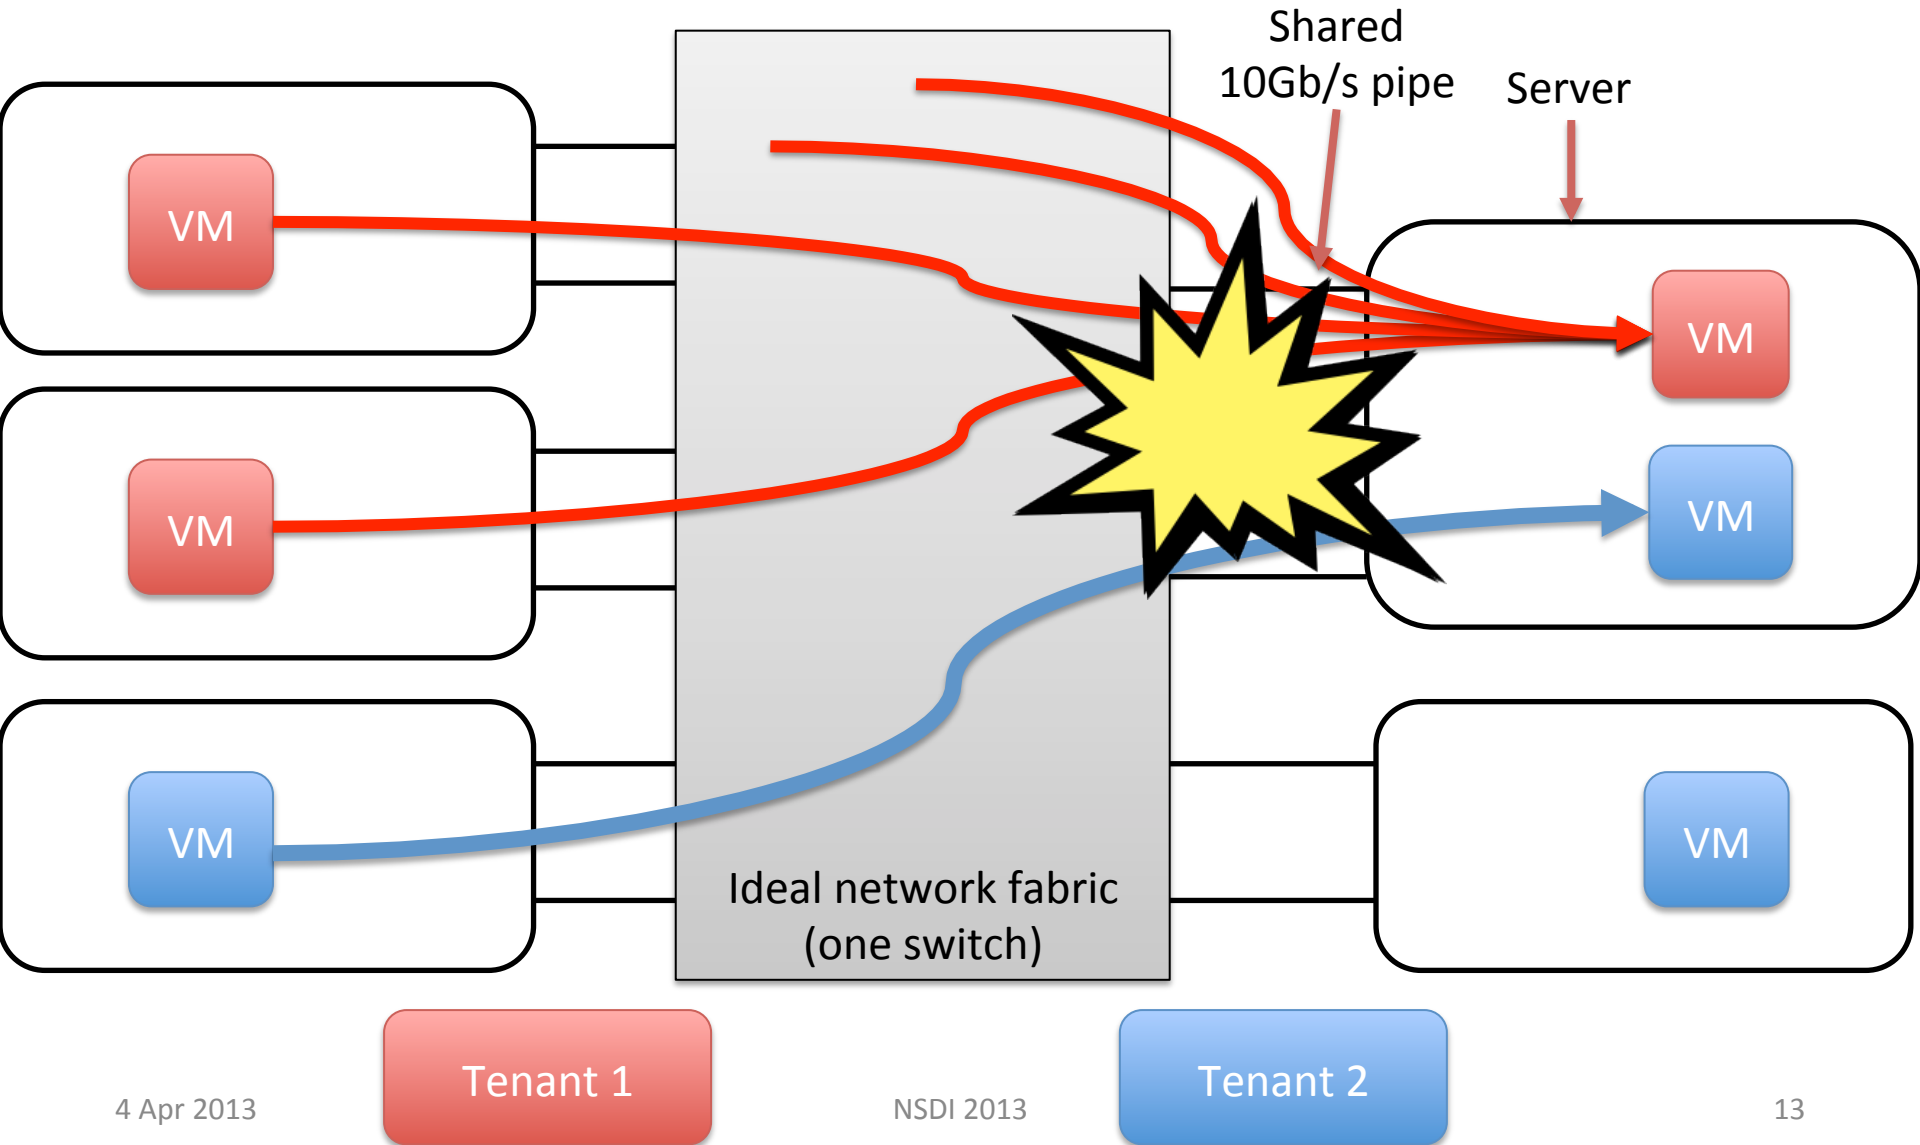 Shared
10Gb/s pipe
Server
VM
VM
VM
VM
VM
VM
Ideal network fabric
(one switch)
Tenant 1
Tenant 2
4 Apr 2013
NSDI 2013
13